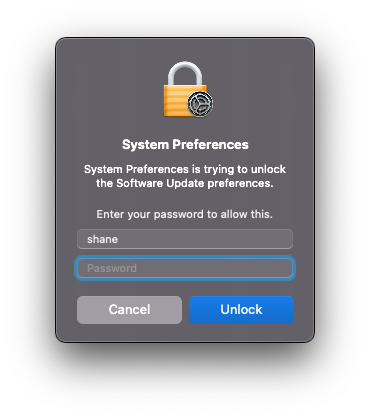 System Preferences
System Preferences is trying to unlock
the Software Update preferences.
Enter your password to allow this.
shane
Password
Cancel
Unlock